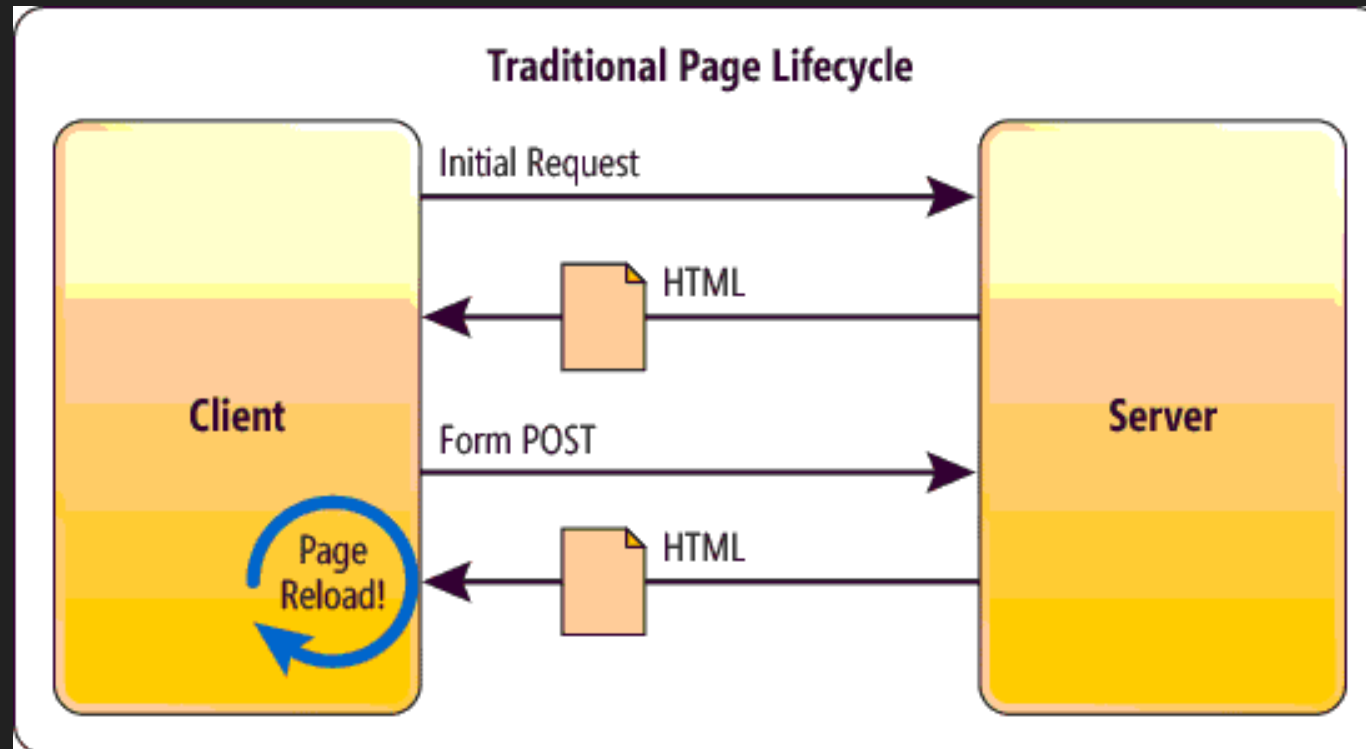 Traditional Page Lifecycle
Initial Request
HTML
Client
Server
Form POST
HTML
Page
Reload!